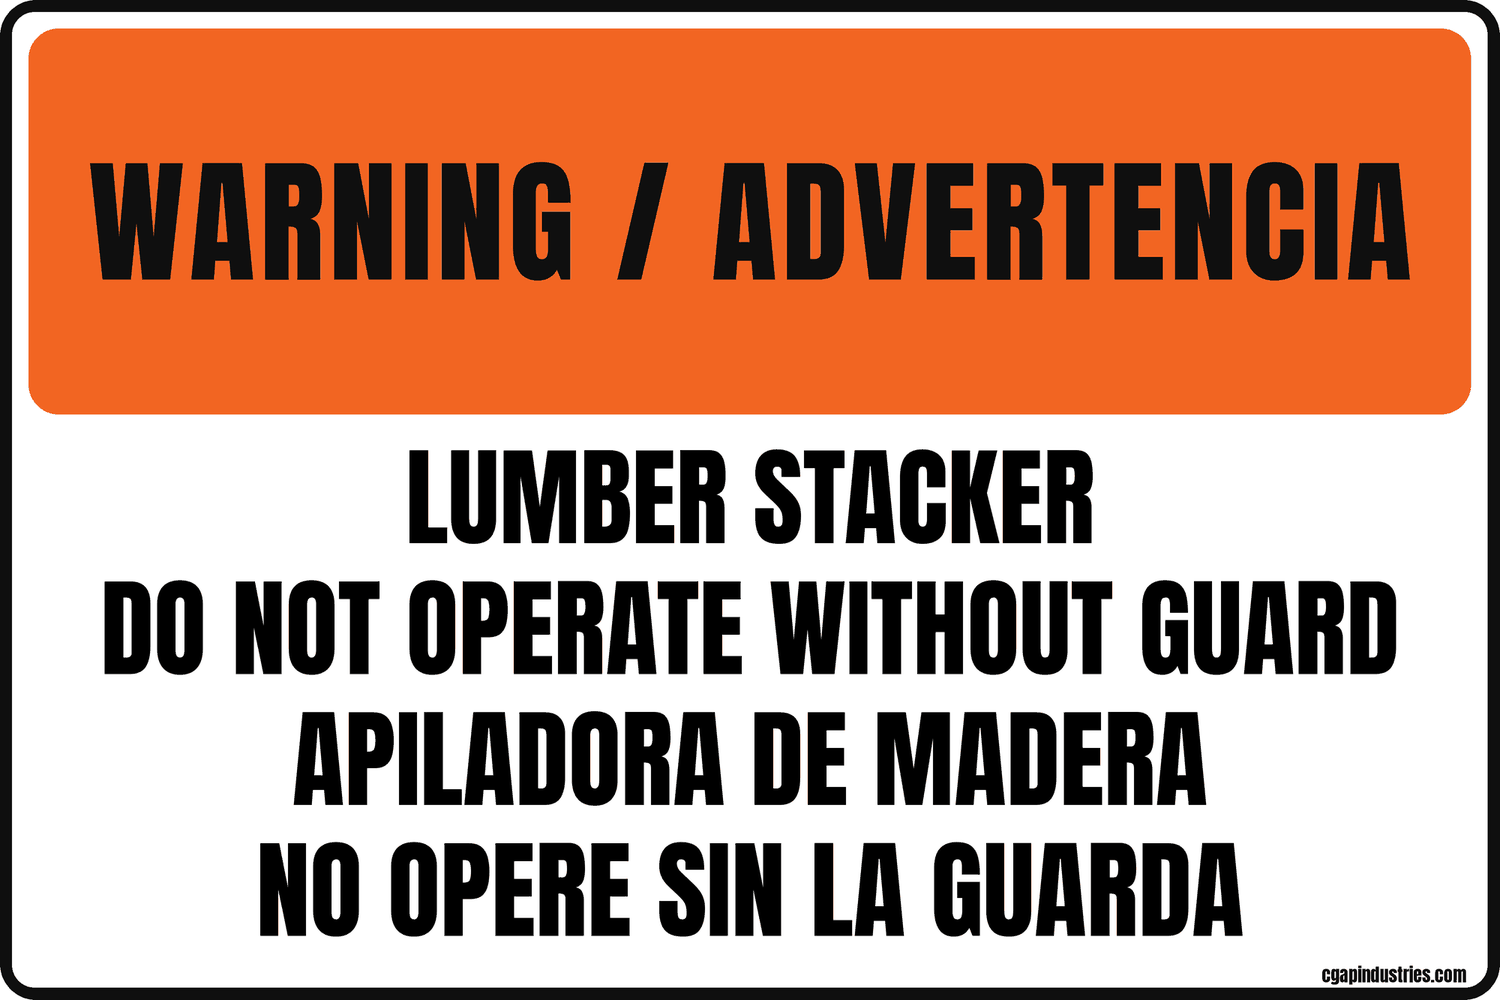 WARNING / ADVERTENCIA
LUMBER STACKER
DO NOT OPERATE WITHOUT GUARD
APILADORA DE MADERA
NO OPERE SIN LA GUARDA
cgapindustries.com